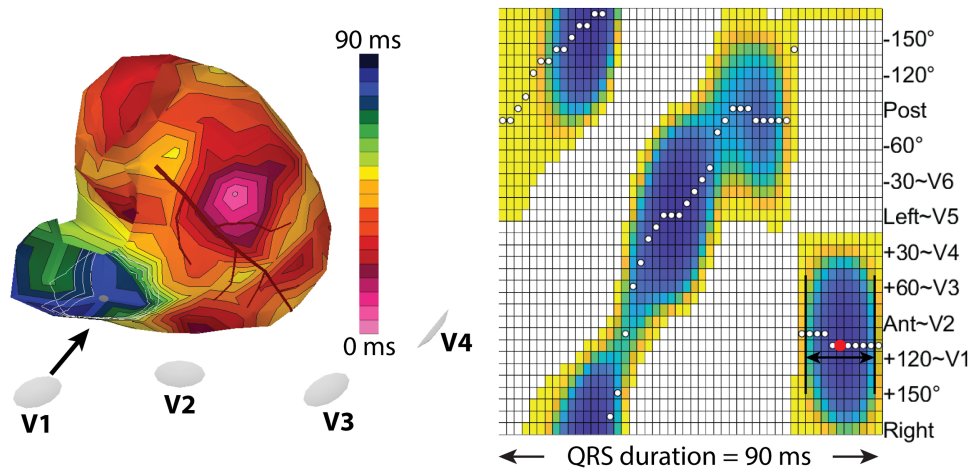 90 ms
0 ms
V1
V2
V3
V4
-150°
-120°
Post
-60°
-30~V6
Left~V5
+30~V4
+60~V3
Ant~V2
+120~V1
+150°
Right
QRS duration = 90 ms